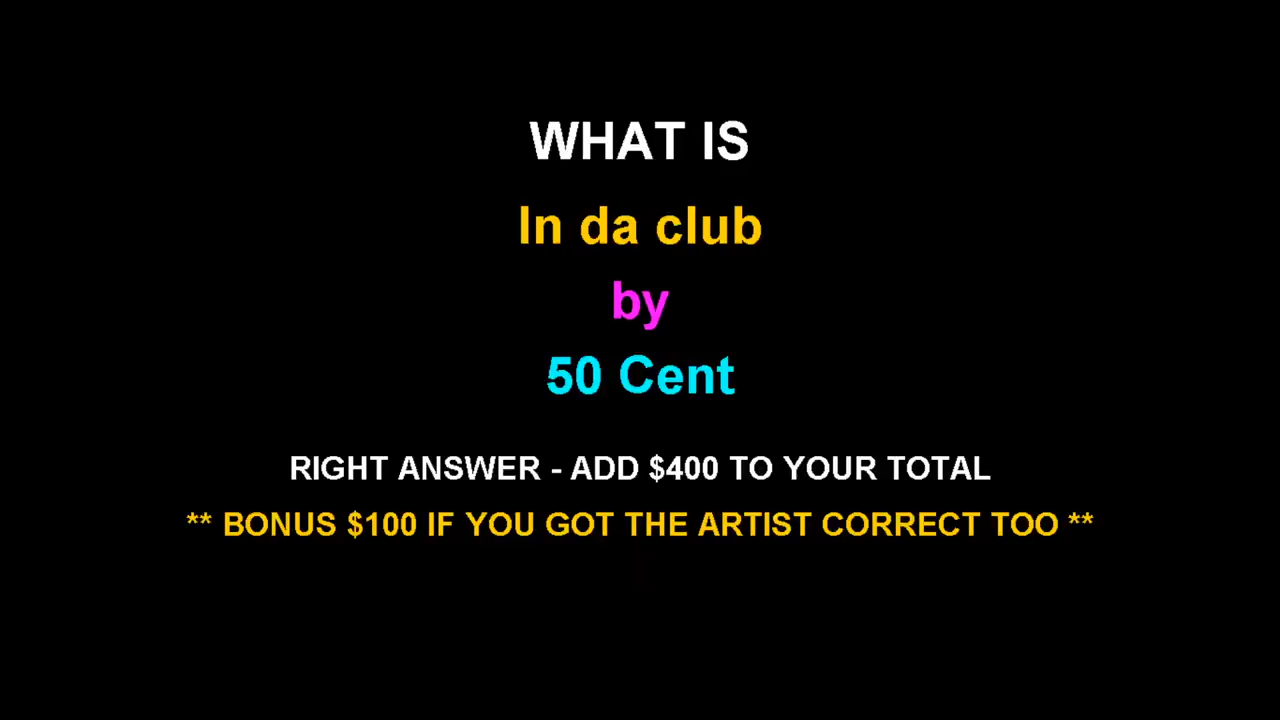 WHAT IS
In da club
by
50 Cent
RIGHT ANSWER - ADD $400 TO YOUR TOTAL
** BONUS $100 IF YOU GOT THE ARTIST CORRECT TOO **